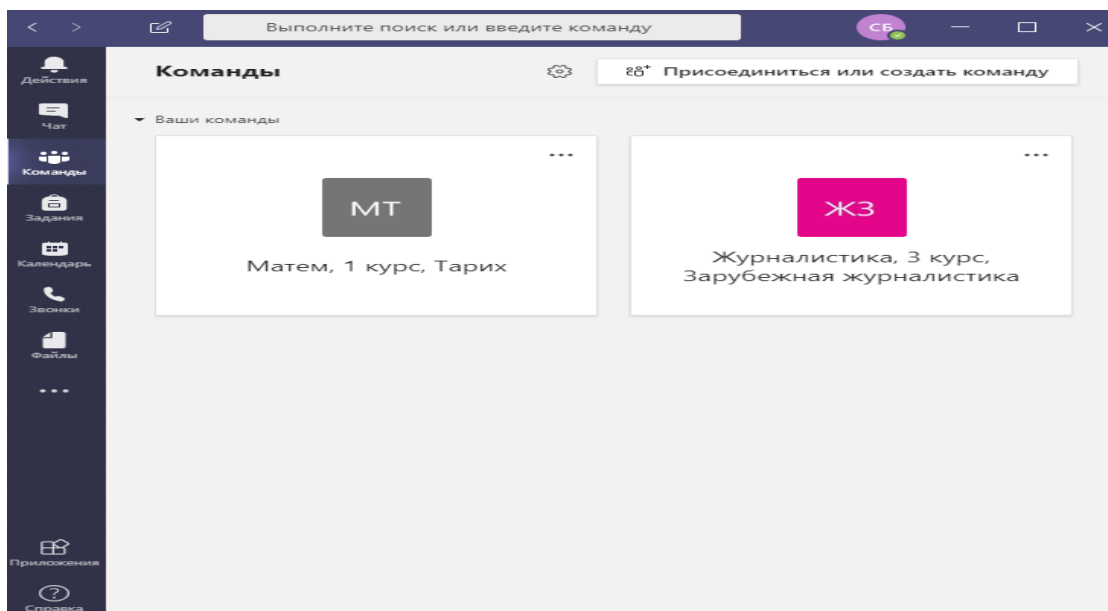 Выполните поиск или введите команду
СБ
Действия
Чат
Команды
Задания
Календарь
Звонки
Файлы
Приложения
Справка
Команды
Присоединиться или создать команду
Ваши команды
МТ
Матем, 1 курс, Тарих
ЖЗ
Журналистика, 3 курс,
Зарубежная журналистика